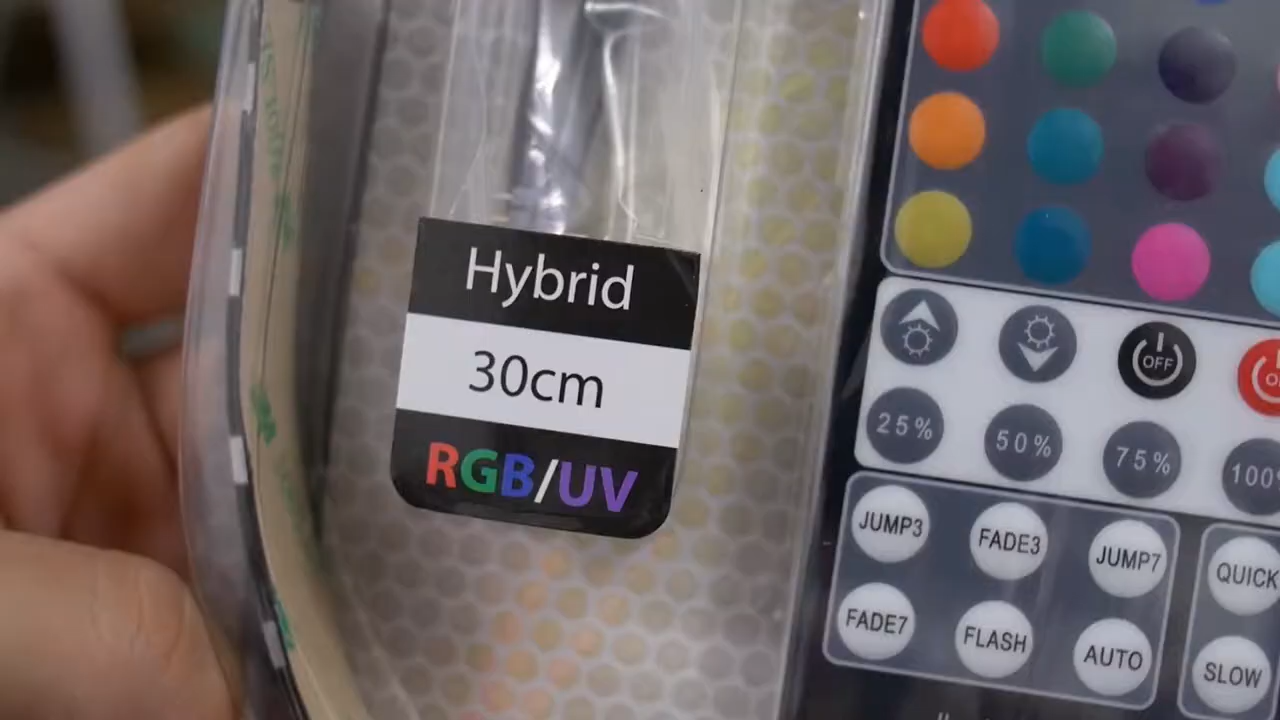 Hybrid
30cm
RGB/UV
OFF
25%
50%
75%
JUMP3
FADE3
JUMP7
QUICK
FADE7
FLASH
AUTO
SLOW